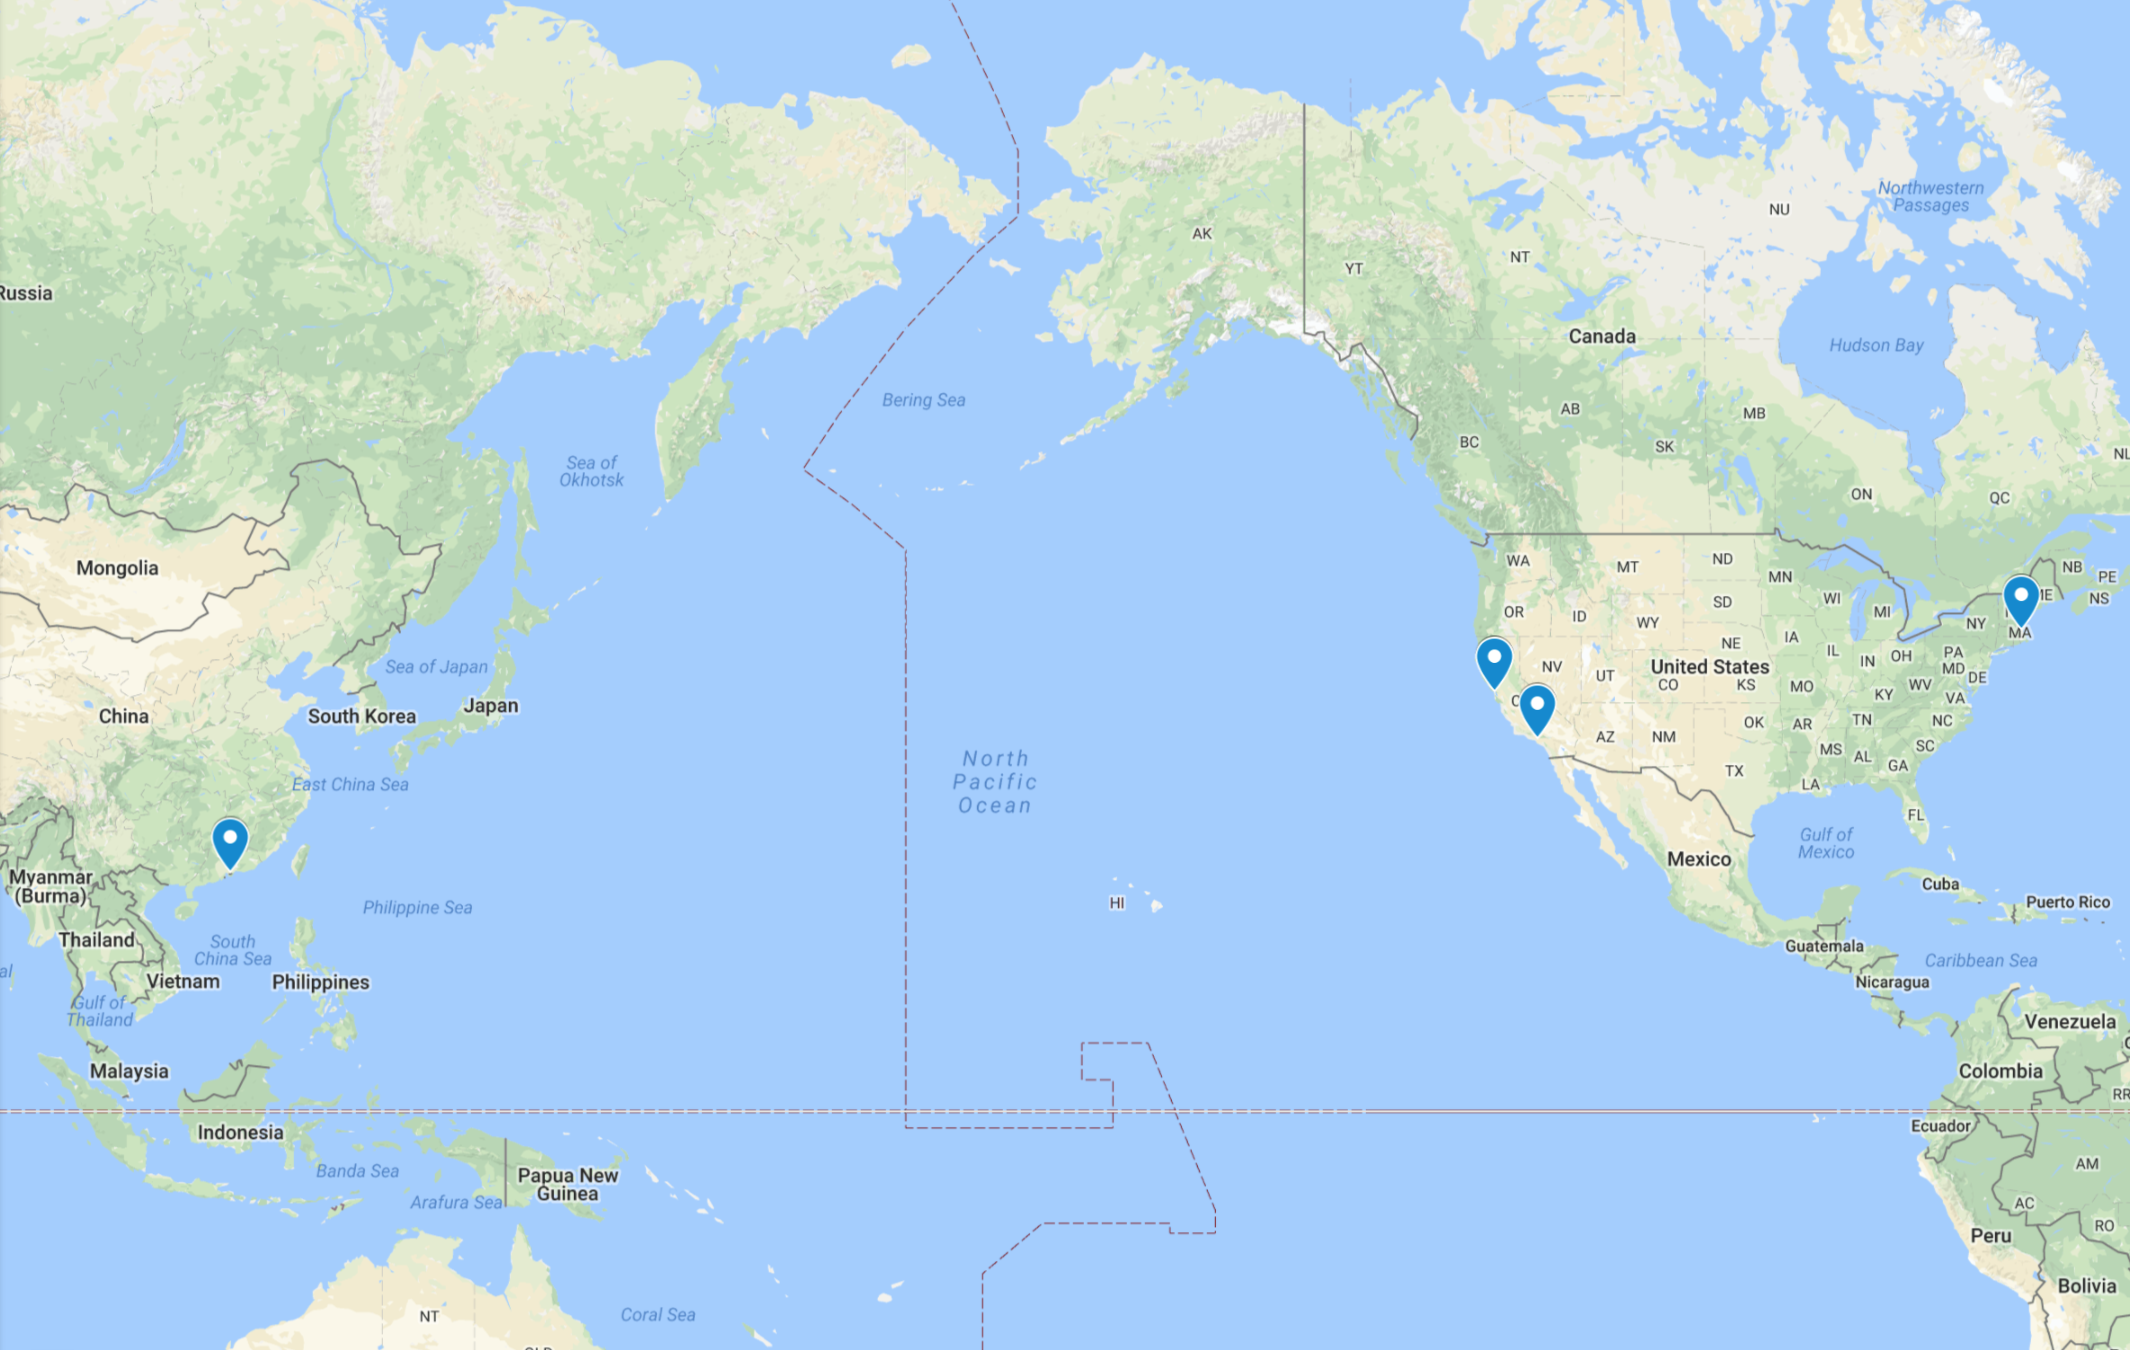 Northwestern
Passages
NU
AK
YT
NT
Russia
Canada
Hudson Bay
Bering Sea
AB
MB
BC
SK
NL
Sea of
Okhotsk
ON
QC
Mongolia
WA
MT
ND
MN
NB
PE
ME
NS
OR
ID
WY
SD
WI
MI
NY
MA
Sea of Japan
NV
UT
United States
NE
IA
IL
IN
OH
PA
MD
DE
CO
KS
MO
KY
WV
VA
China
South Korea
Japan
AZ
NM
OK
AR
TN
NC
MS
AL
SC
GA
North
Pacific
Ocean
TX
LA
East China Sea
FL
Gulf of
Mexico
Mexico
Myanmar
(Burma)
Cuba
Puerto Rico
HI
Philippine Sea
Thailand
South
China Sea
Guatemala
Caribbean Sea
Vietnam
Philippines
Nicaragua
Gulf of
Thailand
Venezuela
Malaysia
Colombia
RR
Indonesia
Ecuador
Banda Sea
Papua New
Guinea
AM
Arafura Sea
AC
RO
Peru
Bolivia
NT
Coral Sea